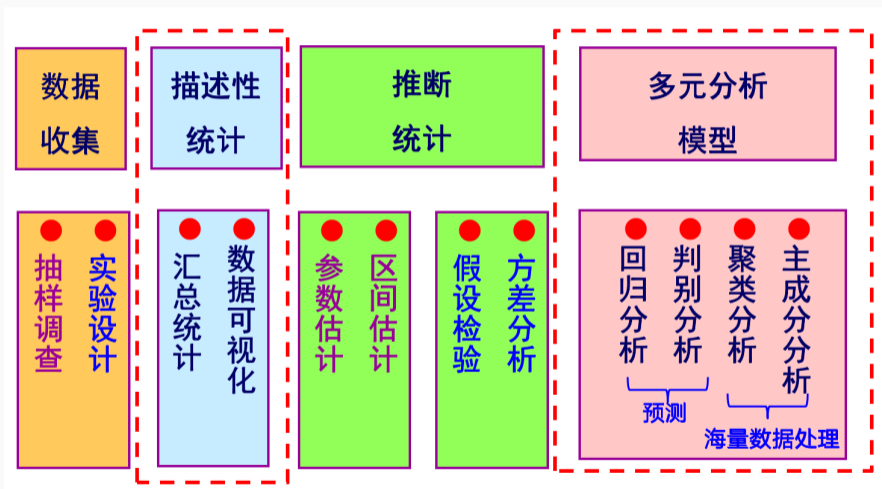 数据
收集
描述性
统计
推断
统计
多元分析
模型
抽样调查
实验设计
汇总统计
数据可视化
参数估计
区间估计
假设检验
方差分析
回归分析
判别分析
聚类分析
主成分分析
预测
海量数据处理